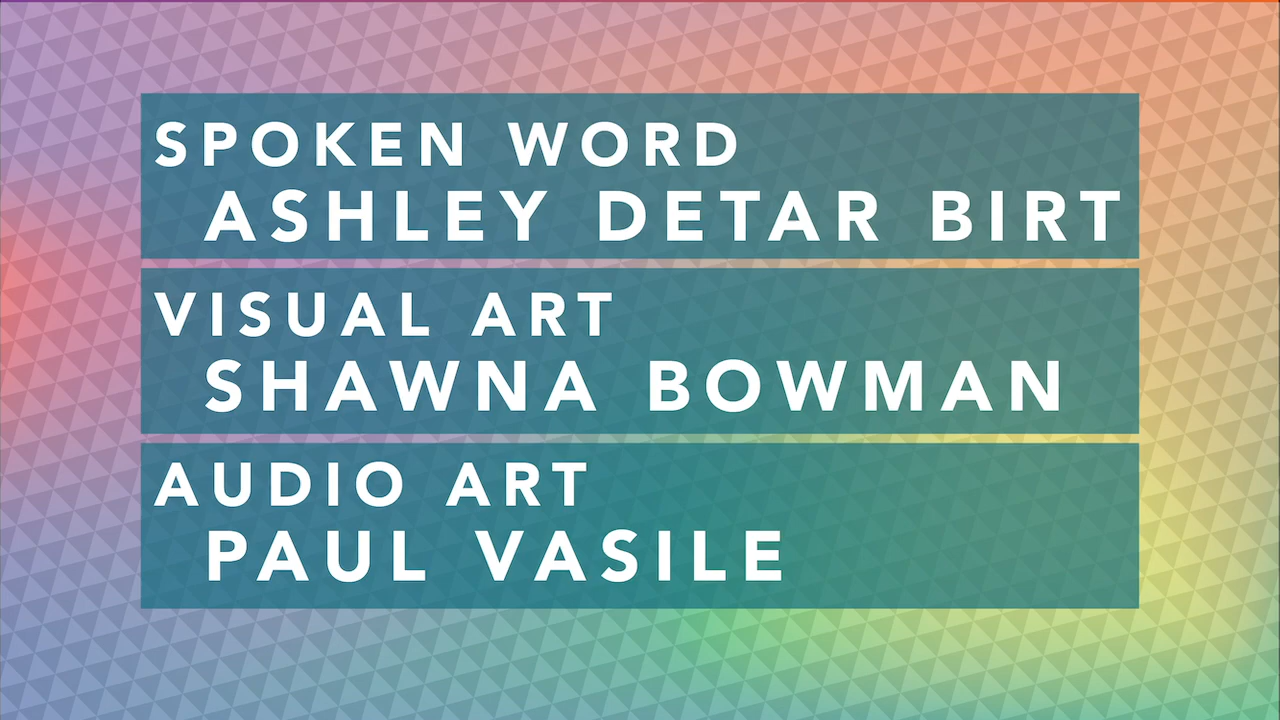 SPOKEN WORD
ASHLEY DETAR BIRT
VISUAL ART
SHAWNA BOWMAN
AUDIO ART
PAUL VASILE